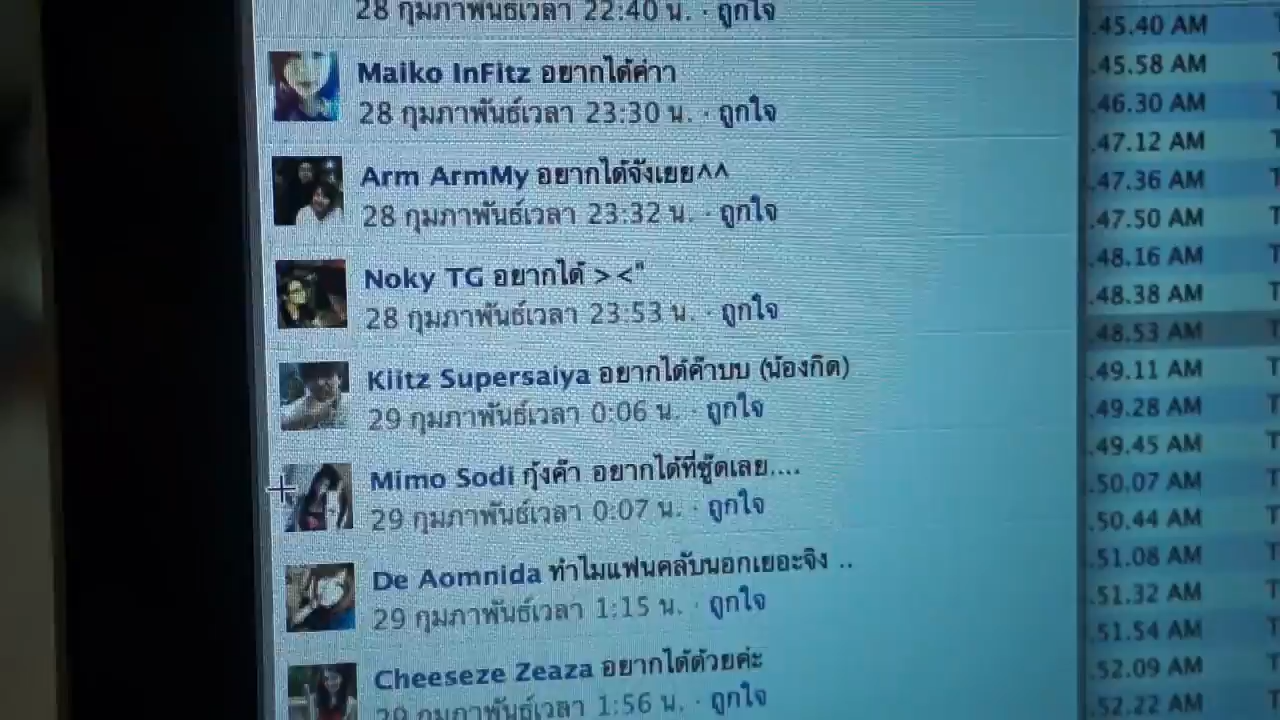 28 กุมภาพันธ์เวลา 22:40 น. · ถูกใจ
Maiko InFitz อยากได้ค่าา
28 กุมภาพันธ์เวลา 23:30 น. · ถูกใจ
Arm ArmMy อยากได้จังเยย^^
28 กุมภาพันธ์เวลา 23:32 น. · ถูกใจ
Noky TG อยากได้ > <"
28 กุมภาพันธ์เวลา 23:53 น. · ถูกใจ
Kiitz Supersaiya อยากได้ค๊าบบ (น้องกิต)
29 กุมภาพันธ์เวลา 0:06 น. · ถูกใจ
Mimo Sodi กุ้งค๊า อยากได้ที่ซู๊ดเลย....
29 กุมภาพันธ์เวลา 0:07 น. · ถูกใจ
De Aomnida ทำไมแฟนคลับนอกเยอะจิง ..
29 กุมภาพันธ์เวลา 1:15 น. · ถูกใจ
Cheeseze Zeaza อยากได้ด้วยค่ะ
29 กุมภาพันธ์เวลา 1:56 น. · ถูกใจ
.45.40 AM
.45.58 AM
.46.30 AM
.47.12 AM
.47.36 AM
.47.50 AM
.48.16 AM
.48.38 AM
.48.53 AM
.49.11 AM
.49.28 AM
.49.45 AM
.50.07 AM
.50.44 AM
.51.08 AM
.51.32 AM
.51.54 AM
.52.09 AM
.52.22 AM